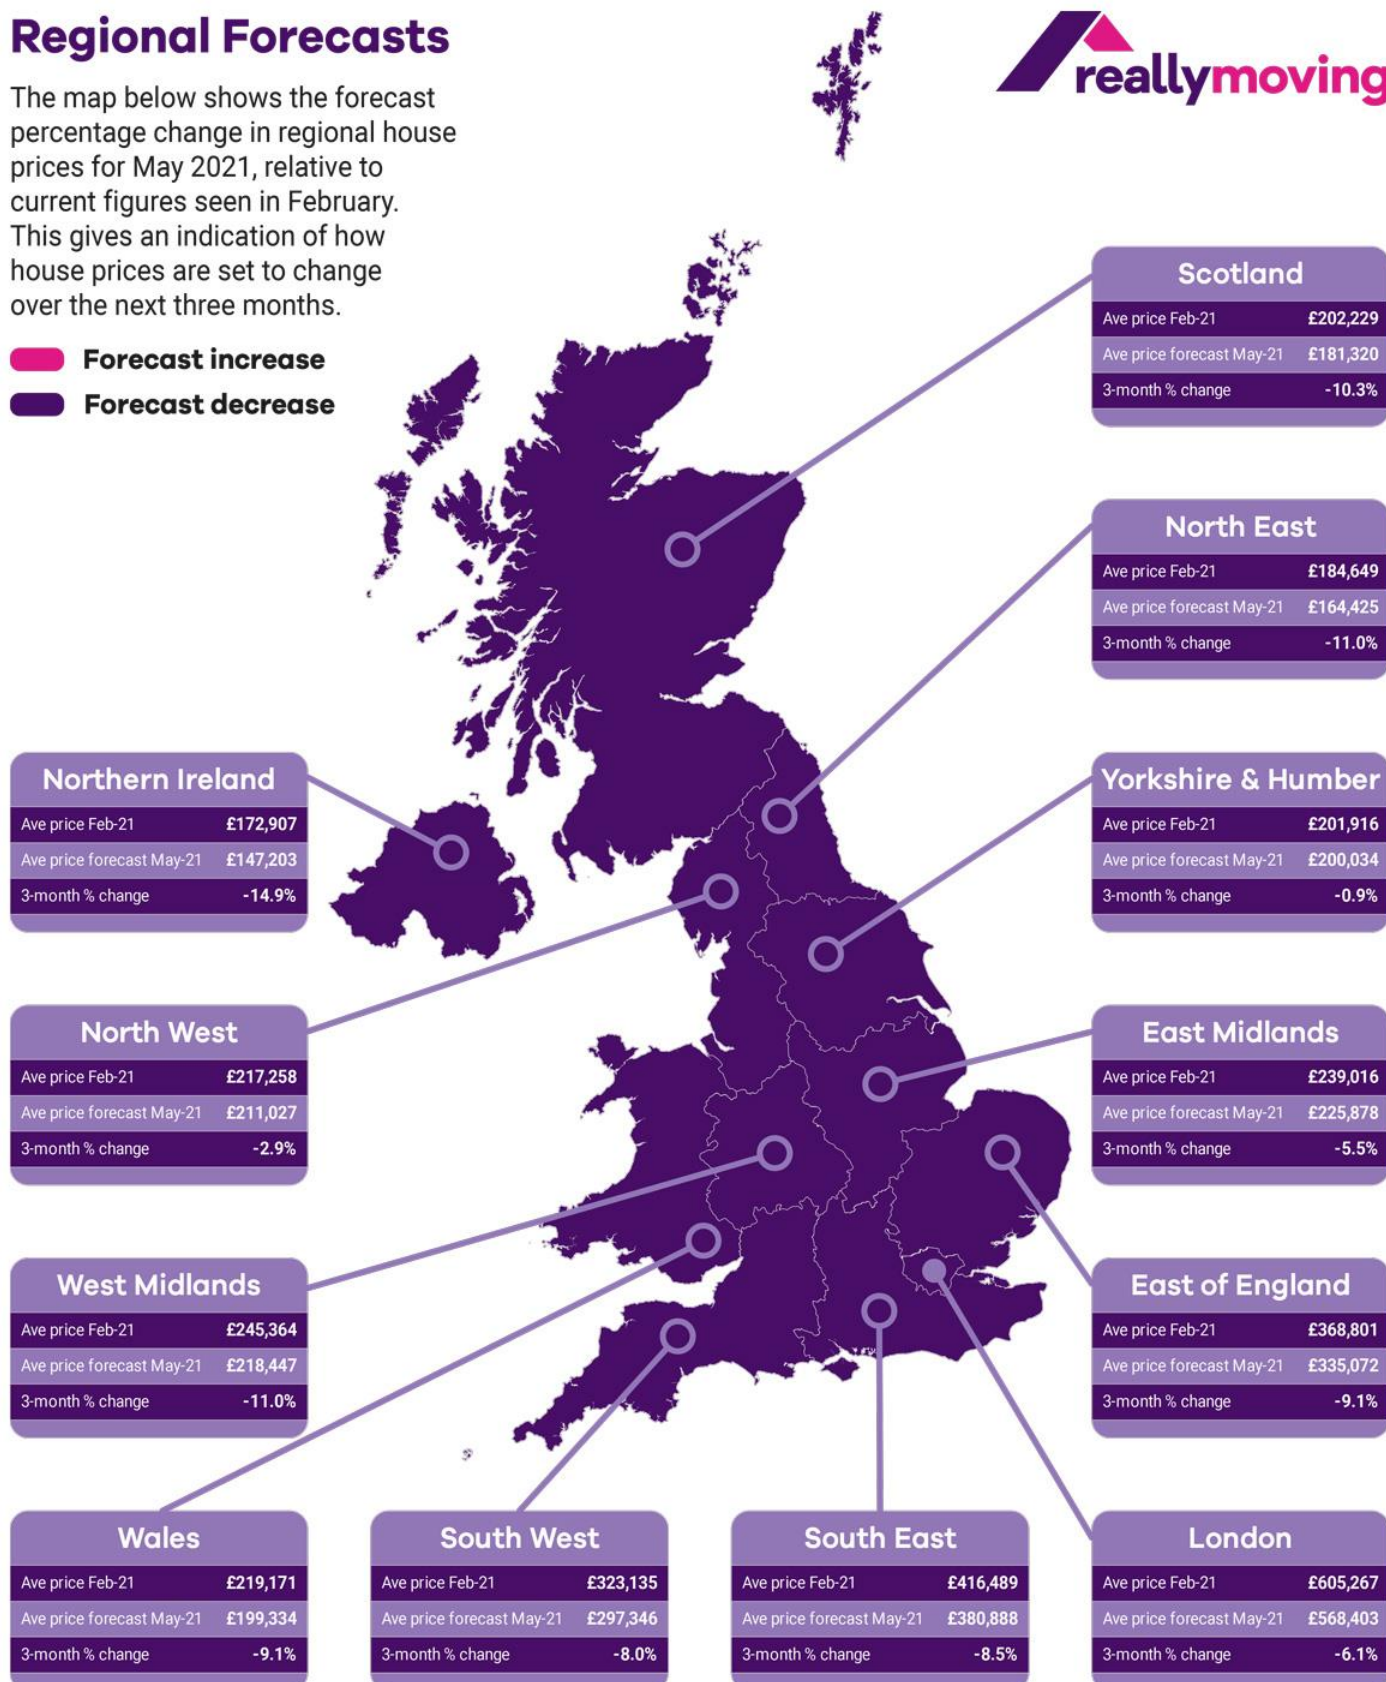 Regional Forecasts
reallymoving
The map below shows the forecast
percentage change in regional house
prices for May 2021, relative to
current figures seen in February.
This gives an indication of how
house prices are set to change
over the next three months.
Forecast increase
Forecast decrease
Scotland
Ave price Feb-21 £202,229
Ave price forecast May-21 £181,320
3-month % change -10.3%
North East
Ave price Feb-21 £184,649
Ave price forecast May-21 £164,425
3-month % change -11.0%
Northern Ireland
Ave price Feb-21 £172,907
Ave price forecast May-21 £147,203
3-month % change -14.9%
Yorkshire & Humber
Ave price Feb-21 £201,916
Ave price forecast May-21 £200,034
3-month % change -0.9%
North West
Ave price Feb-21 £217,258
Ave price forecast May-21 £211,027
3-month % change -2.9%
East Midlands
Ave price Feb-21 £239,016
Ave price forecast May-21 £225,878
3-month % change -5.5%
West Midlands
Ave price Feb-21 £245,364
Ave price forecast May-21 £218,447
3-month % change -11.0%
East of England
Ave price Feb-21 £368,801
Ave price forecast May-21 £335,072
3-month % change -9.1%
Wales
Ave price Feb-21 £219,171
Ave price forecast May-21 £199,334
3-month % change -9.1%
South West
Ave price Feb-21 £323,135
Ave price forecast May-21 £297,346
3-month % change -8.0%
South East
Ave price Feb-21 £416,489
Ave price forecast May-21 £380,888
3-month % change -8.5%
London
Ave price Feb-21 £605,267
Ave price forecast May-21 £568,403
3-month % change -6.1%